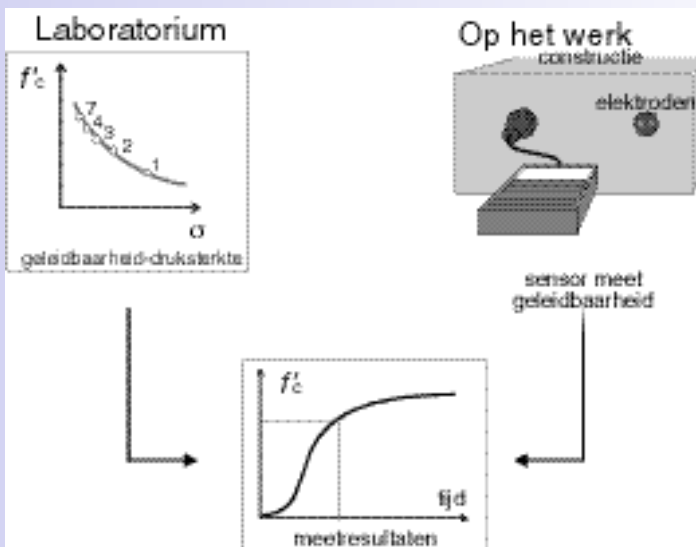 Laboratorium
f'c
7
4
3
2
1
σ
geleidbaarheid-druksterkte
Op het werk
constructie
elektroden
sensor meet
geleidbaarheid
f'c
tijd
meetresultaten